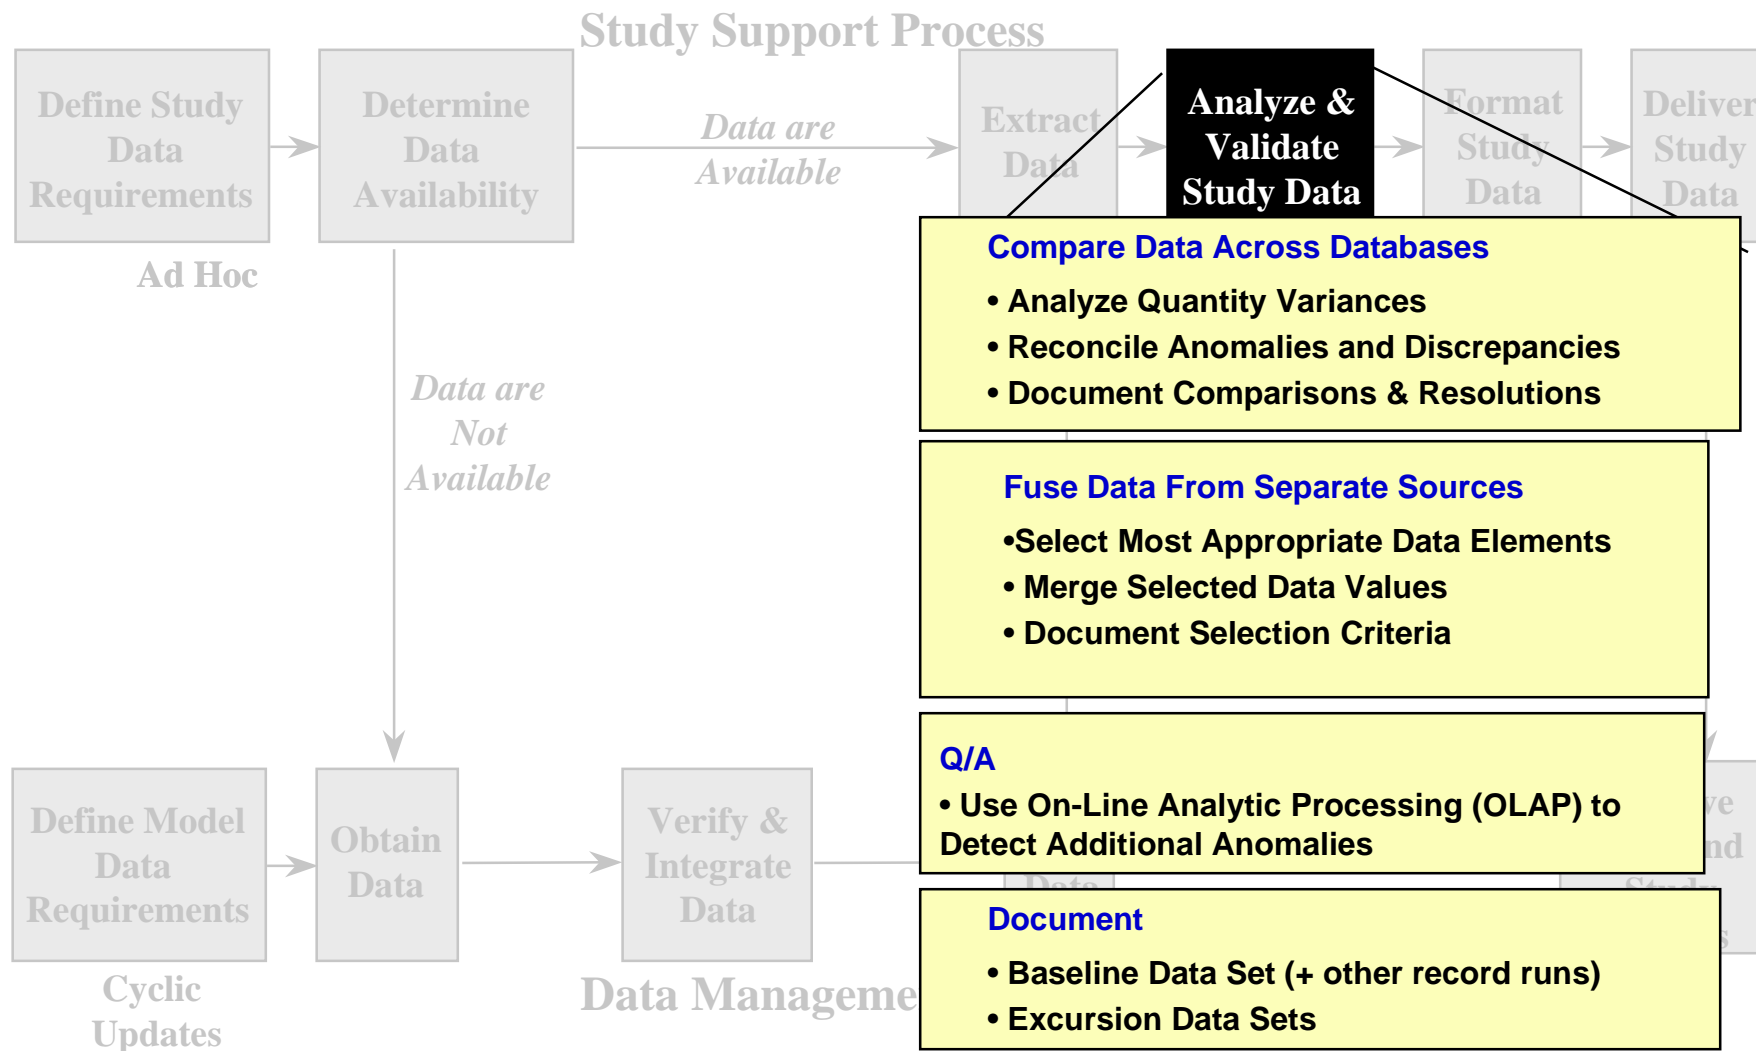 Study Support Process
Define Study
Data
Requirements
Determine
Data
Availability
Data are
Available
Extract
Data
Analyze &
Validate
Study Data
Format
Study
Data
Deliver
Study
Data
Ad Hoc
Compare Data Across Databases
• Analyze Quantity Variances
• Reconcile Anomalies and Discrepancies
• Document Comparisons & Resolutions
Data are
Not
Available
Fuse Data From Separate Sources
•Select Most Appropriate Data Elements
• Merge Selected Data Values
• Document Selection Criteria
Q/A
• Use On-Line Analytic Processing (OLAP) to
Detect Additional Anomalies
Define Model
Data
Requirements
Obtain
Data
Verify &
Integrate
Data
Data
Study
Document
• Baseline Data Set (+ other record runs)
• Excursion Data Sets
Cyclic
Updates
Data Manageme